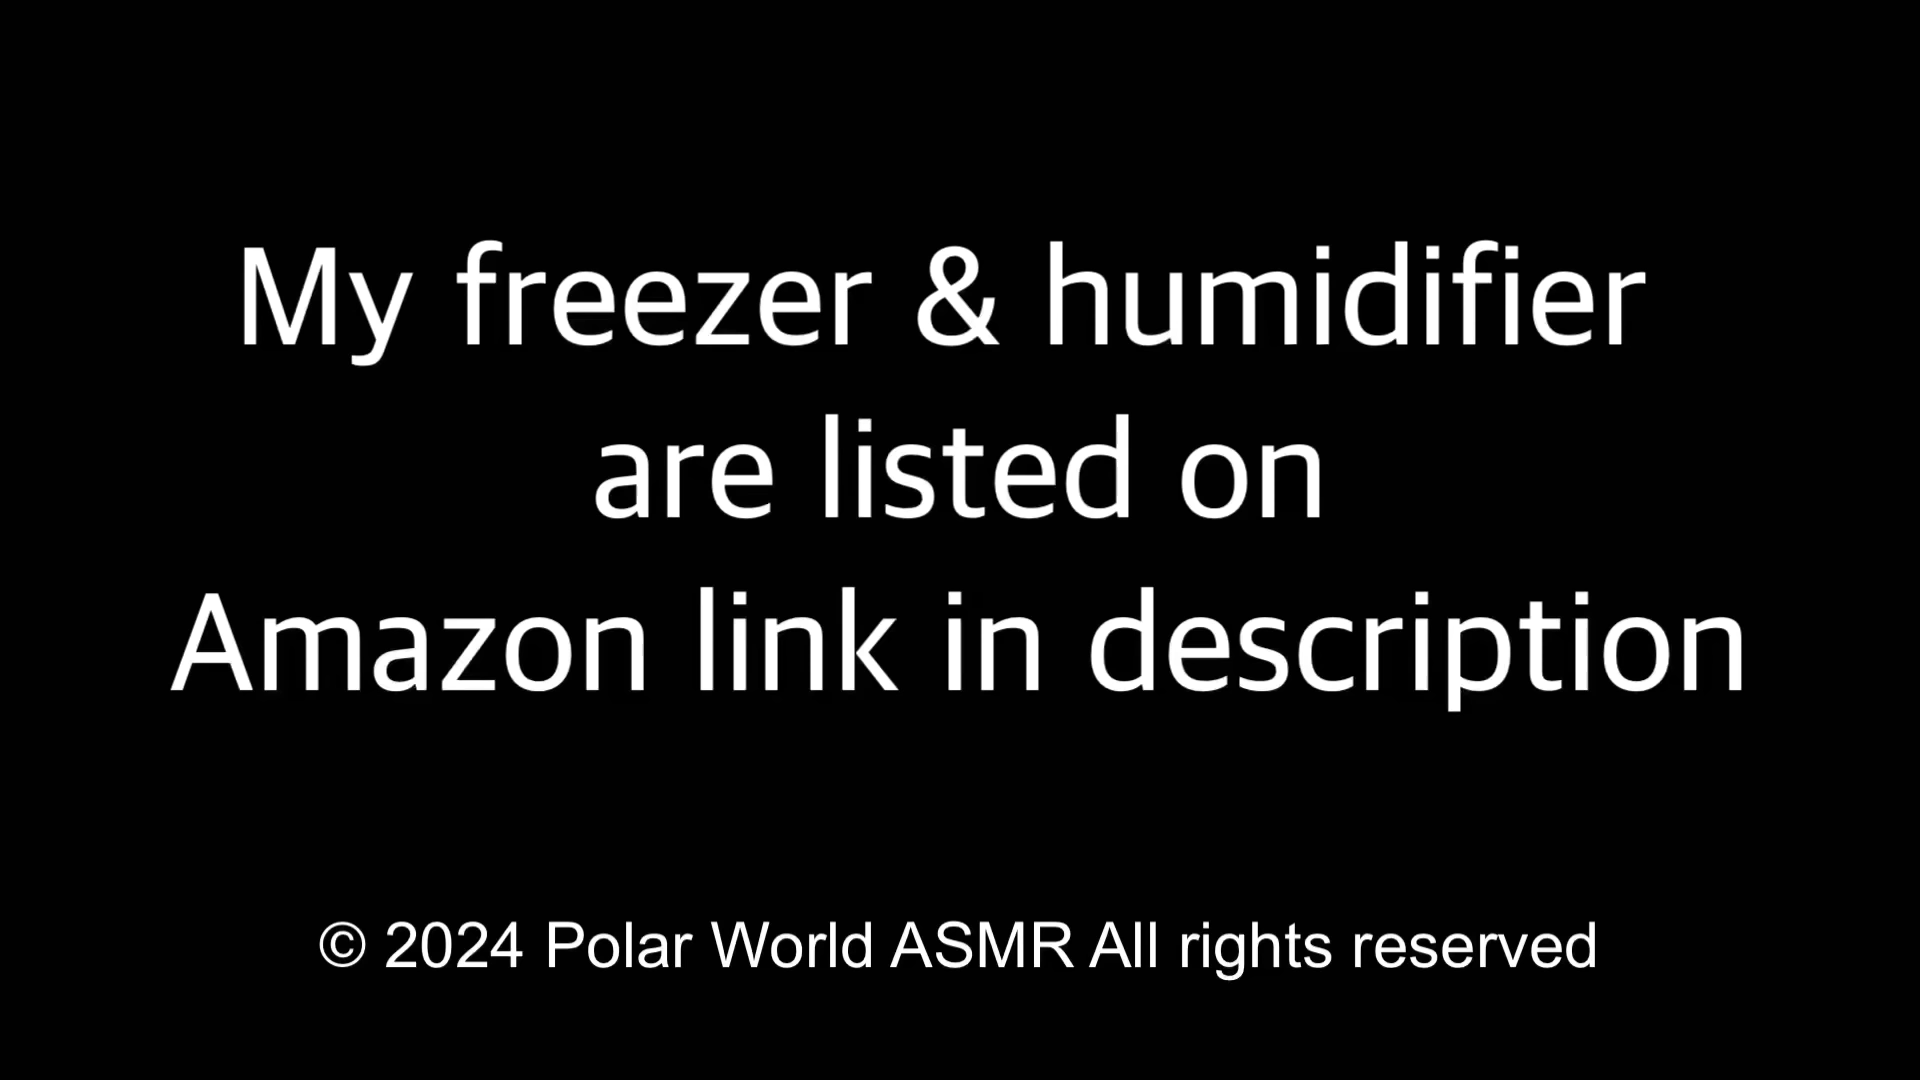 My freezer & humidifier
are listed on
Amazon link in description
© 2024 Polar World ASMR All rights reserved